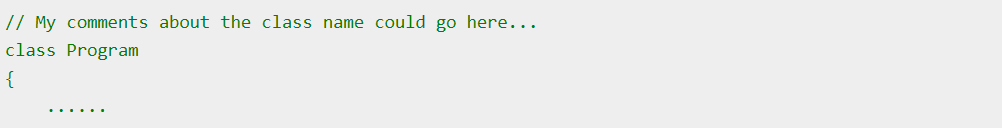 // My comments about the class name could go here...
class Program
{
    ......